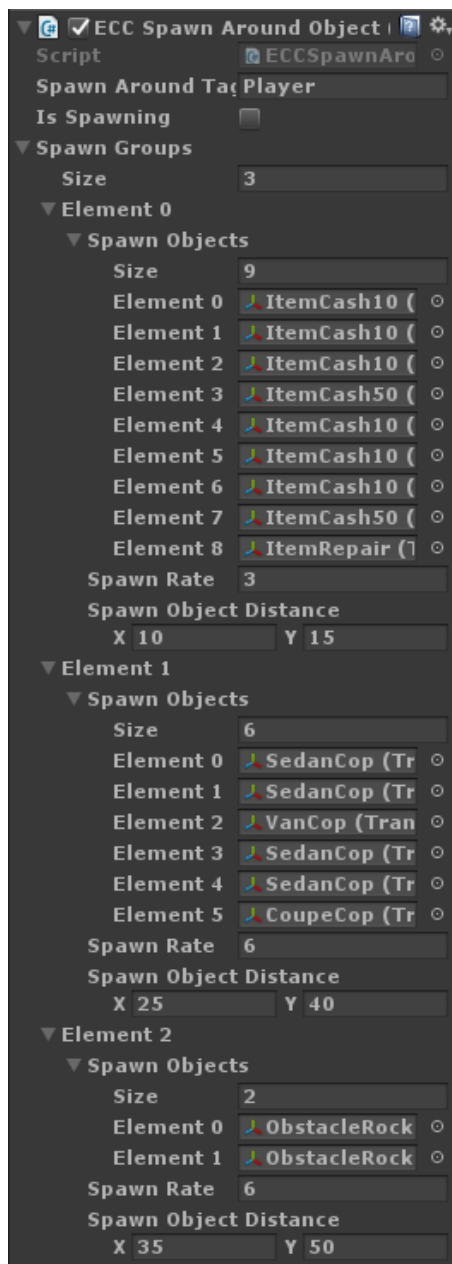 ECC Spawn Around Object (
Script ECCSpawnAro
Spawn Around Tag Player
Is Spawning
Spawn Groups
Size 3
Element 0
Spawn Objects
Size 9
Element 0 ItemCash10 (
Element 1 ItemCash10 (
Element 2 ItemCash10 (
Element 3 ItemCash50 (
Element 4 ItemCash10 (
Element 5 ItemCash10 (
Element 6 ItemCash10 (
Element 7 ItemCash50 (
Element 8 ItemRepair (T
Spawn Rate 3
Spawn Object Distance
X 10 Y 15
Element 1
Spawn Objects
Size 6
Element 0 SedanCop (Tr
Element 1 SedanCop (Tr
Element 2 VanCop (Tran
Element 3 SedanCop (Tr
Element 4 SedanCop (Tr
Element 5 CoupeCop (Tr
Spawn Rate 6
Spawn Object Distance
X 25 Y 40
Element 2
Spawn Objects
Size 2
Element 0 ObstacleRock
Element 1 ObstacleRock
Spawn Rate 6
Spawn Object Distance
X 35 Y 50